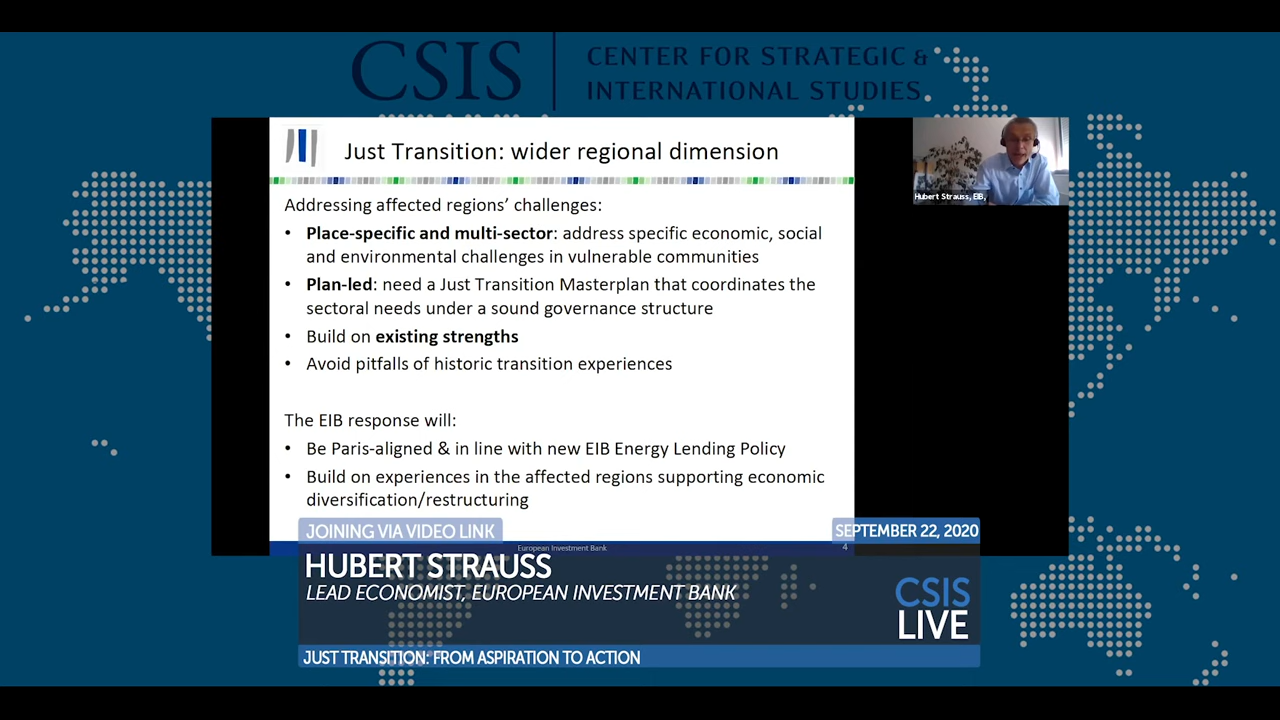 CSIS
CENTER FOR STRATEGIC &
INTERNATIONAL STUDIES
Just Transition: wider regional dimension
Hubert Strauss, EIB,
Addressing affected regions' challenges:
• Place-specific and multi-sector: address specific economic, social
and environmental challenges in vulnerable communities
• Plan-led: need a Just Transition Masterplan that coordinates the
sectoral needs under a sound governance structure
• Build on existing strengths
• Avoid pitfalls of historic transition experiences
The EIB response will:
• Be Paris-aligned & in line with new EIB Energy Lending Policy
• Build on experiences in the affected regions supporting economic
diversification/restructuring
JOINING VIA VIDEO LINK
SEPTEMBER 22, 2020
European Investment Bank
4
HUBERT STRAUSS
LEAD ECONOMIST, EUROPEAN INVESTMENT BANK
CSIS
LIVE
JUST TRANSITION: FROM ASPIRATION TO ACTION